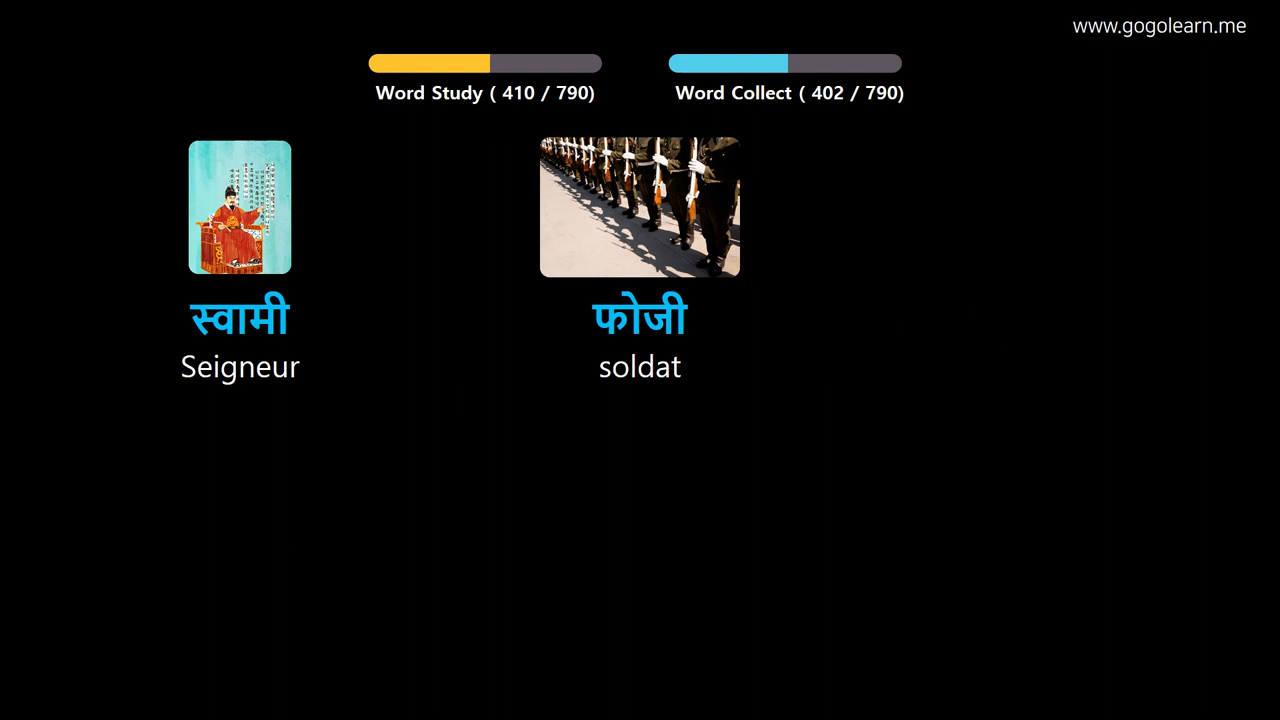 www.gogolearn.me
Word Study ( 410 / 790)
Word Collect ( 402 / 790)
स्वामी
फोजी
Seigneur
soldat